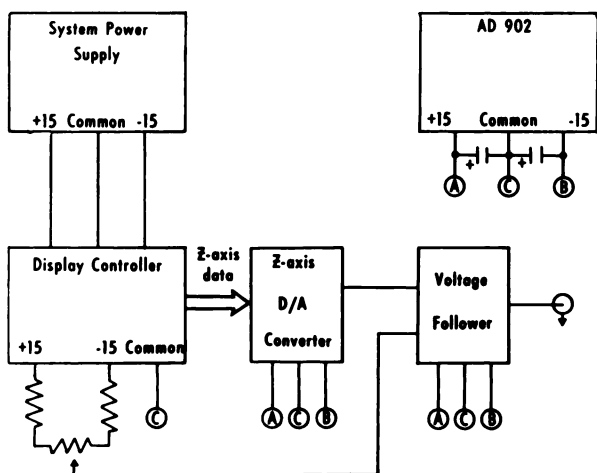 System Power
Supply
+15 Common -15
AD 902
+15 Common -15
+ +
A C B
Display Controller
+15 -15 Common
C
Z-axis
data
Z-axis
D/A
Converter
A C B
Voltage
Follower
A C B